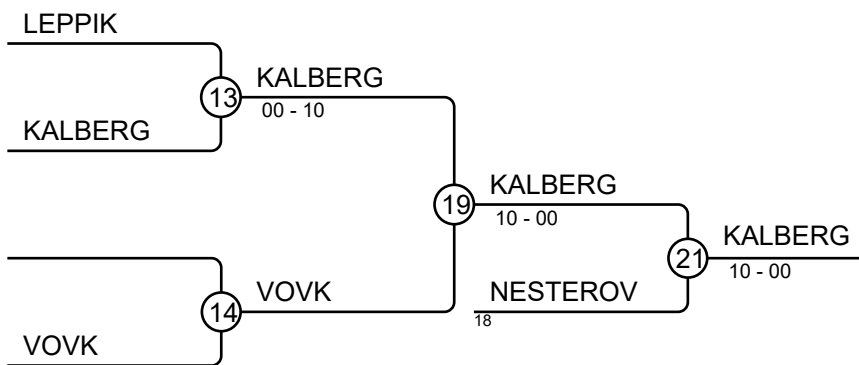 LEPPIK
13
KALBERG
00 - 10
KALBERG
19
KALBERG
10 - 00
21
KALBERG
10 - 00
14
VOVK
NESTEROV
18
VOVK